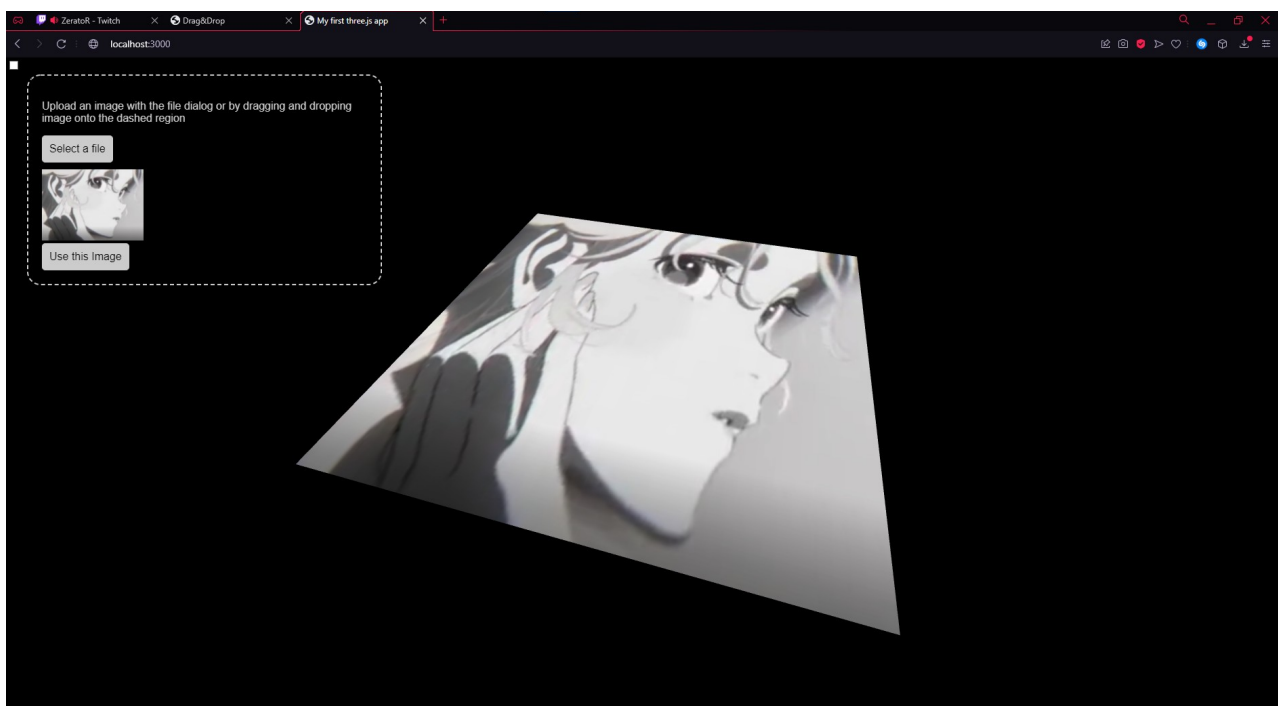 ZeratoR - Twitch
Drag&Drop
My first three.js app
localhost:3000
Upload an image with the file dialog or by dragging and dropping
image onto the dashed region
Select a file
Use this Image